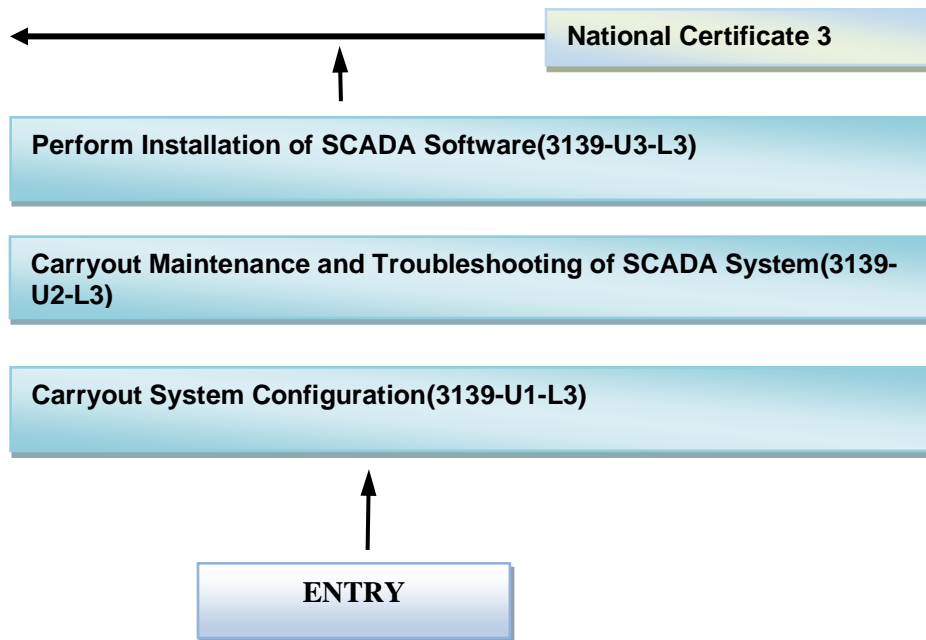 National Certificate 3
Perform Installation of SCADA Software(3139-U3-L3)
Carryout Maintenance and Troubleshooting of SCADA System(3139-
U2-L3)
Carryout System Configuration(3139-U1-L3)
ENTRY